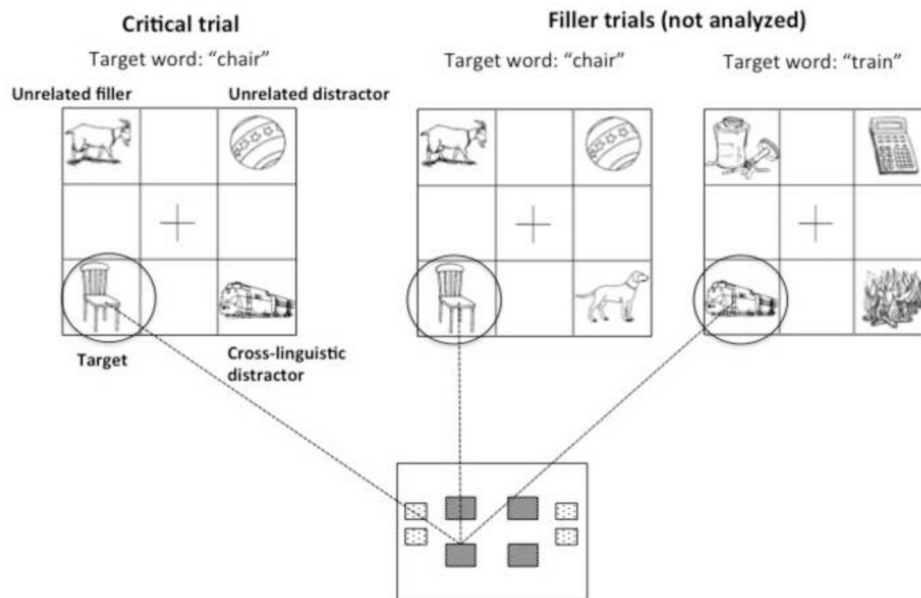 Critical trial
Target word: “chair”
Filler trials (not analyzed)
Target word: “chair”
Target word: “train”
Unrelated filler
Unrelated distractor
Target
Cross-linguistic
distractor